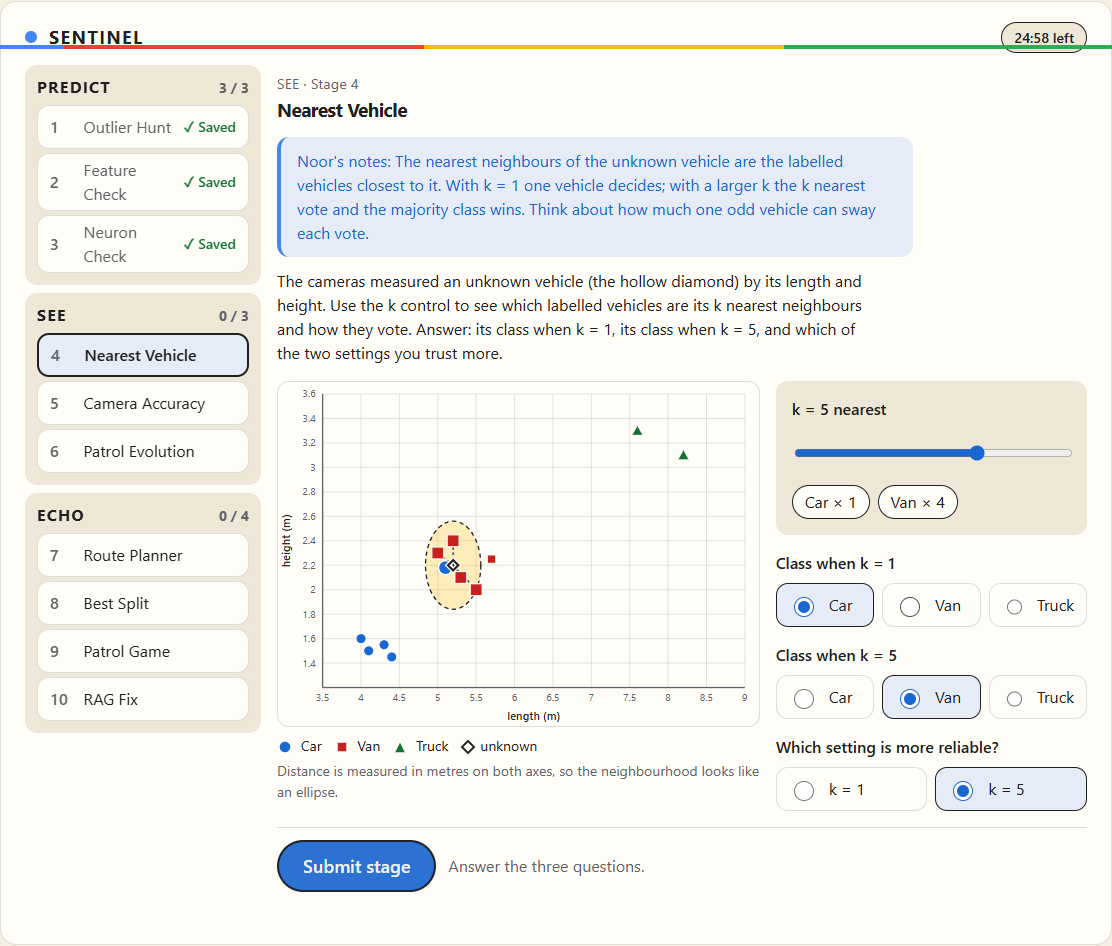 SENTINEL
24:58 left
PREDICT 3 / 3
1 Outlier Hunt ✓ Saved
2 Feature Check ✓ Saved
3 Neuron Check ✓ Saved
SEE 0 / 3
4 Nearest Vehicle
5 Camera Accuracy
6 Patrol Evolution
ECHO 0 / 4
7 Route Planner
8 Best Split
9 Patrol Game
10 RAG Fix
SEE · Stage 4
Nearest Vehicle
Noor's notes: The nearest neighbours of the unknown vehicle are the labelled
vehicles closest to it. With k = 1 one vehicle decides; with a larger k the k nearest
vote and the majority class wins. Think about how much one odd vehicle can sway
each vote.
The cameras measured an unknown vehicle (the hollow diamond) by its length and
height. Use the k control to see which labelled vehicles are its k nearest neighbours
and how they vote. Answer: its class when k = 1, its class when k = 5, and which of
the two settings you trust more.
3.6
3.4
3.2
3
2.8
2.6
2.4
2.2
2
1.8
1.6
1.4
height (m)
3.5 4 4.5 5 5.5 6 6.5 7 7.5 8 8.5 9
length (m)
Car Van Truck unknown
Distance is measured in metres on both axes, so the neighbourhood looks like
an ellipse.
k = 5 nearest
Car × 1 Van × 4
Class when k = 1
Car Van Truck
Class when k = 5
Car Van Truck
Which setting is more reliable?
k = 1 k = 5
Submit stage Answer the three questions.